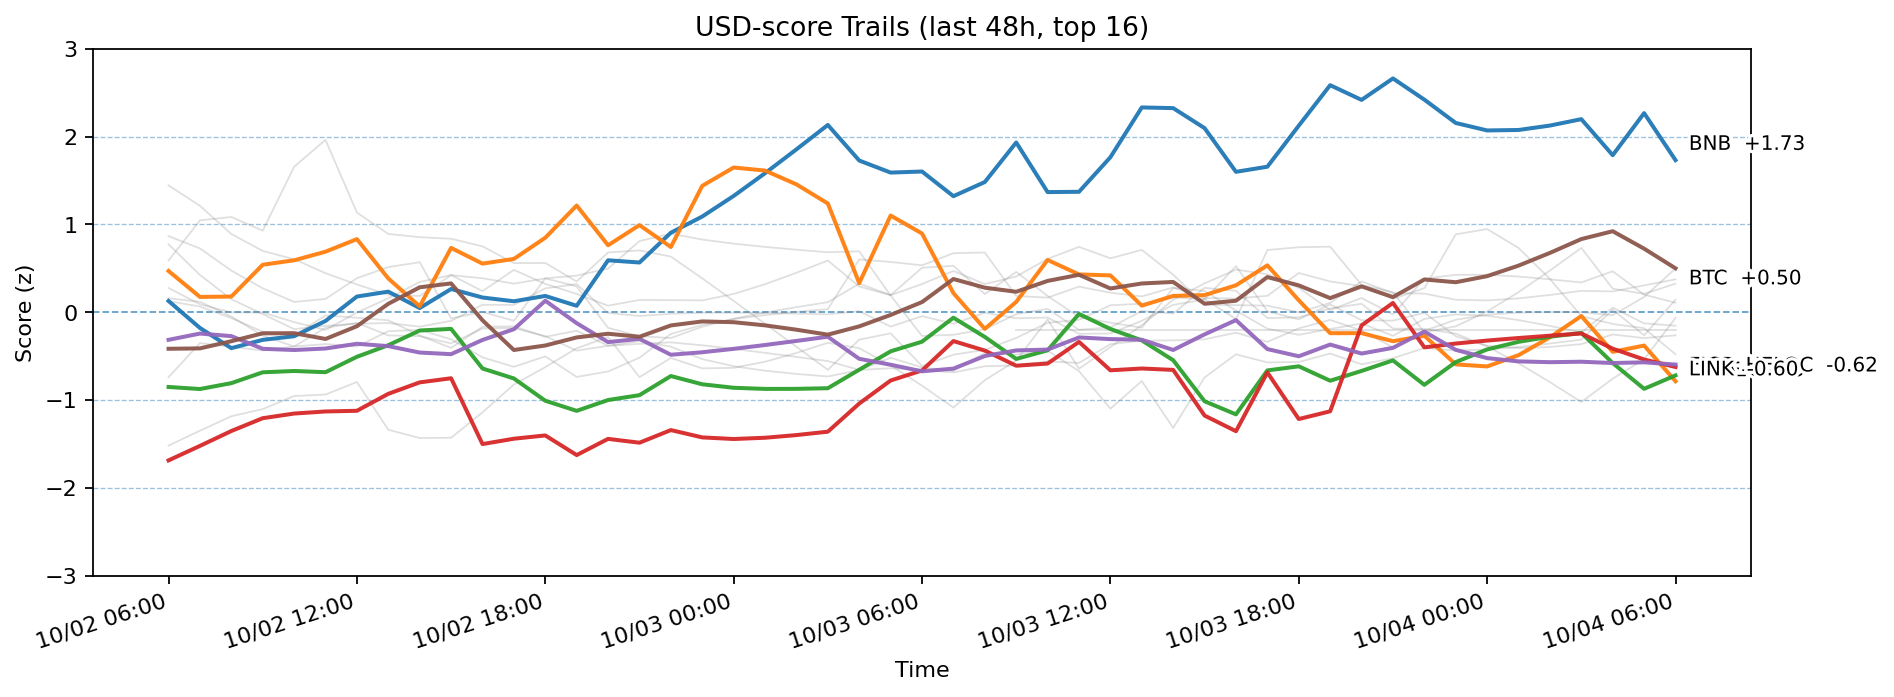 USD-score Trails (last 48h, top 16)
Score (z)
3
2
1
0
−1
−2
−3
BNB +1.73
BTC +0.50
LINK -0.60
C -0.62
10/02 06:00
10/02 12:00
10/02 18:00
10/03 00:00
10/03 06:00
10/03 12:00
10/03 18:00
10/04 00:00
10/04 06:00
Time